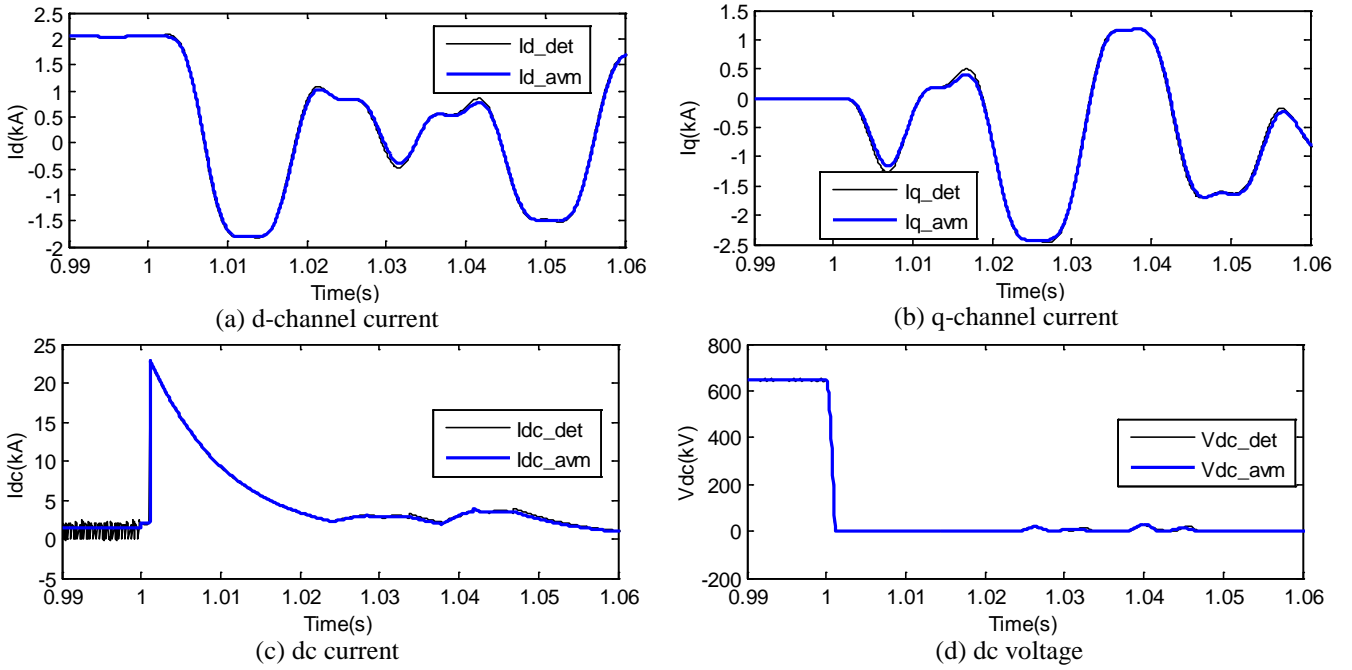 2.5
2
1.5
1
0.5
0
-0.5
-1
-1.5
-2
Id(kA)
Id_det
Id_avm
0.99 1 1.01 1.02 1.03 1.04 1.05 1.06
Time(s)
(a) d-channel current
1.5
1
0.5
0
-0.5
-1
-1.5
-2
-2.5
Iq(kA)
Iq_det
Iq_avm
0.99 1 1.01 1.02 1.03 1.04 1.05 1.06
Time(s)
(b) q-channel current
25
20
15
10
5
0
-5
Idc(kA)
Idc_det
Idc_avm
0.99 1 1.01 1.02 1.03 1.04 1.05 1.06
Time(s)
(c) dc current
800
600
400
200
0
-200
Vdc(kV)
Vdc_det
Vdc_avm
0.99 1 1.01 1.02 1.03 1.04 1.05 1.06
Time(s)
(d) dc voltage